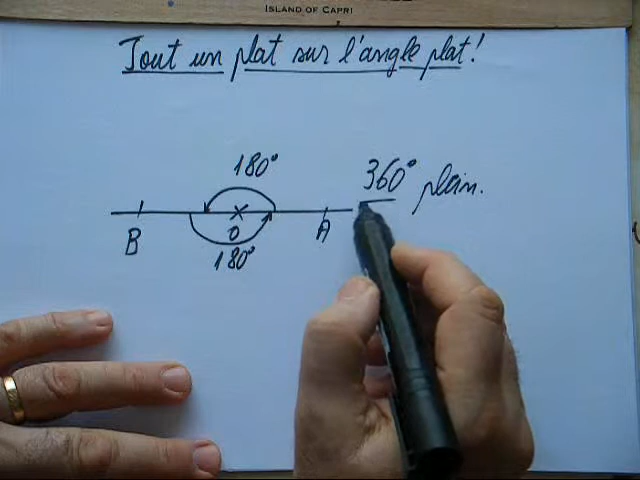 ISLAND OF CAPRI
Tout un plat sur l'angle plat!
180°
360° plein.
B O A
180°